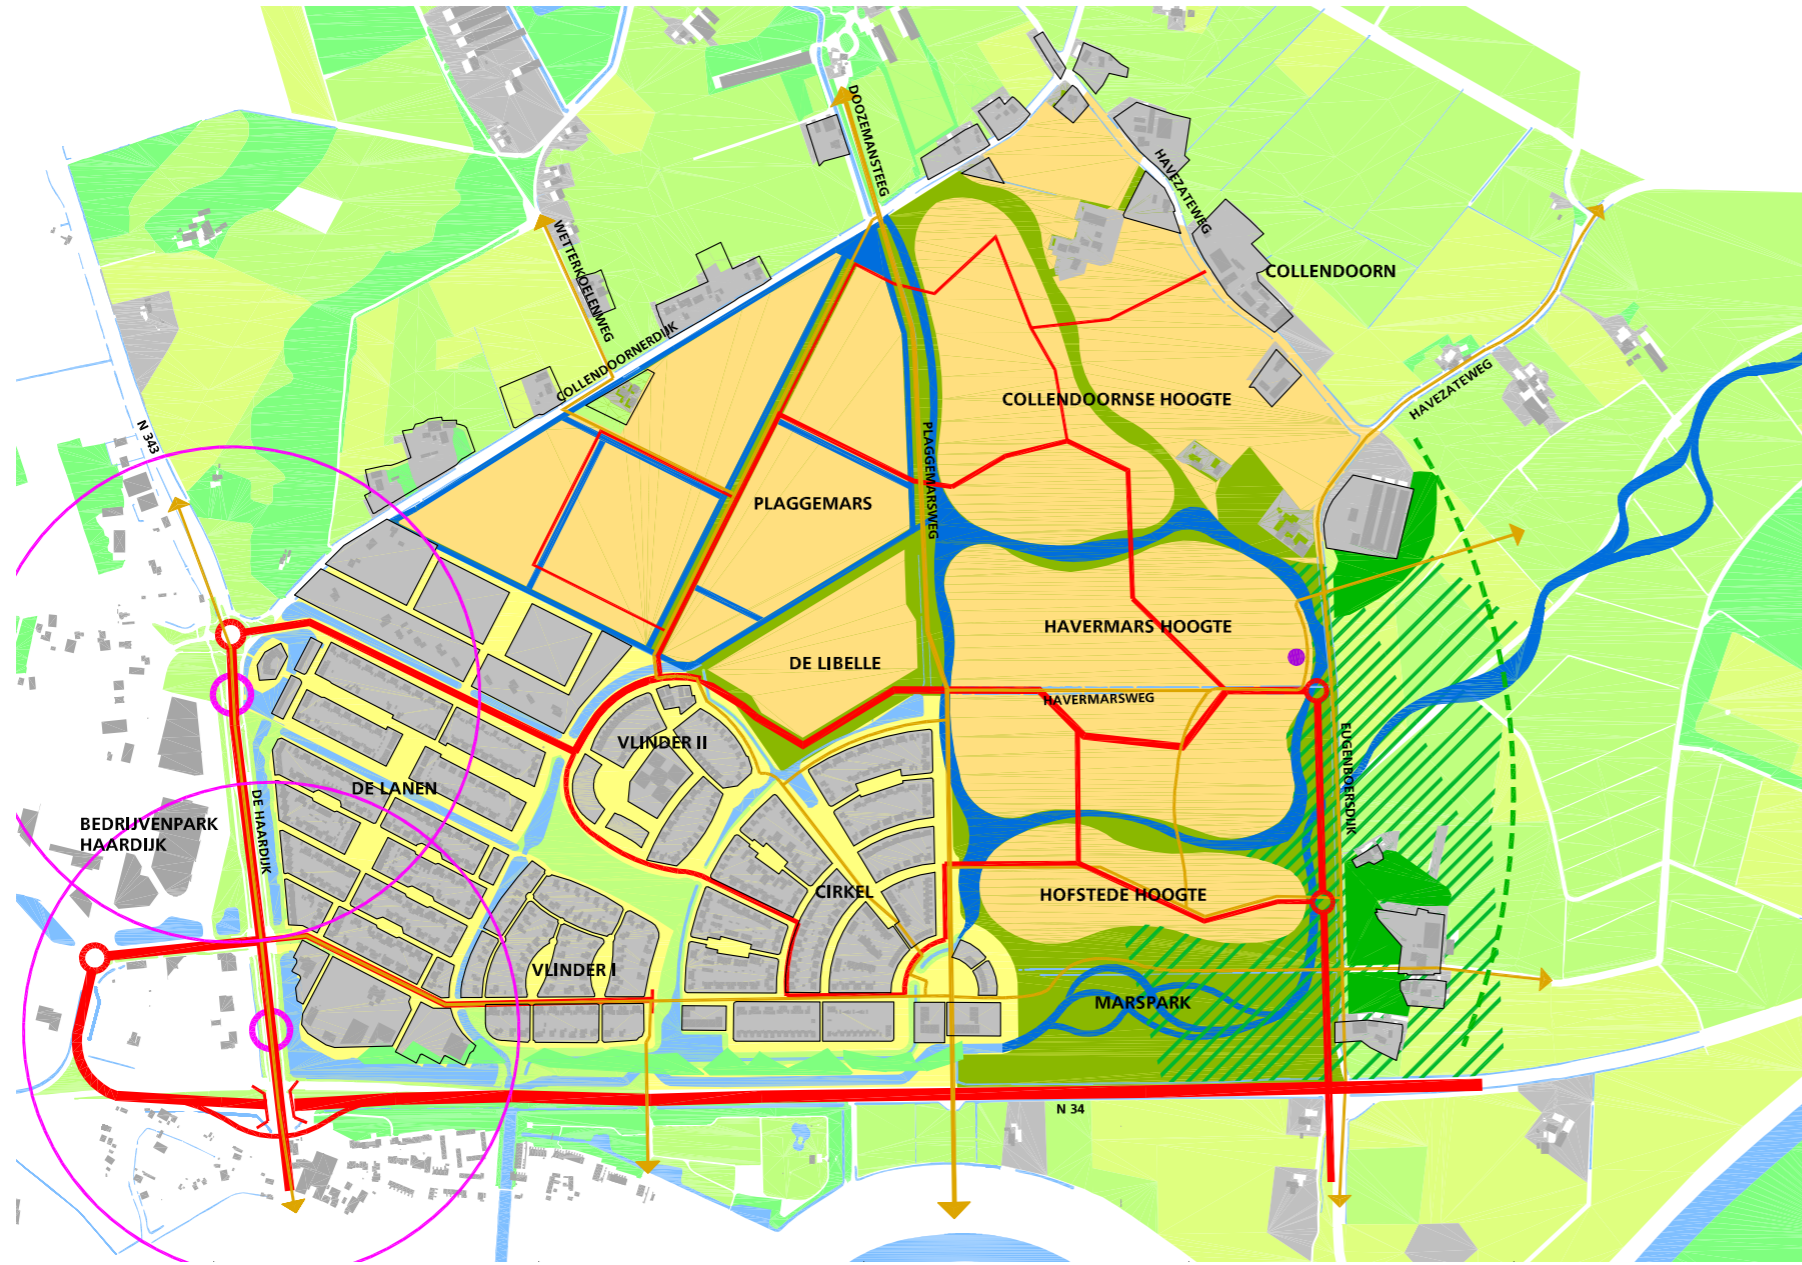 DOOZEMANSTEEG
HAVEZATEWEG
WETTERKOELENWEG
COLLENDOORN
COLLENDOORNERDIJK
HAVEZATEWEG
COLLENDOORNSE HOOGTE
N 343
PLAGGEMARSWEG
PLAGGEMARS
HAVERMARS HOOGTE
DE LIBELLE
HAVERMARSWEG
VLINDER II
EUGENBOERSDIJK
DE LANEN
DE HAARDIJK
BEDRIJVENPARK
HAARDIJK
CIRKEL
HOFSTEDE HOOGTE
VLINDER I
MARSPARK
N 34